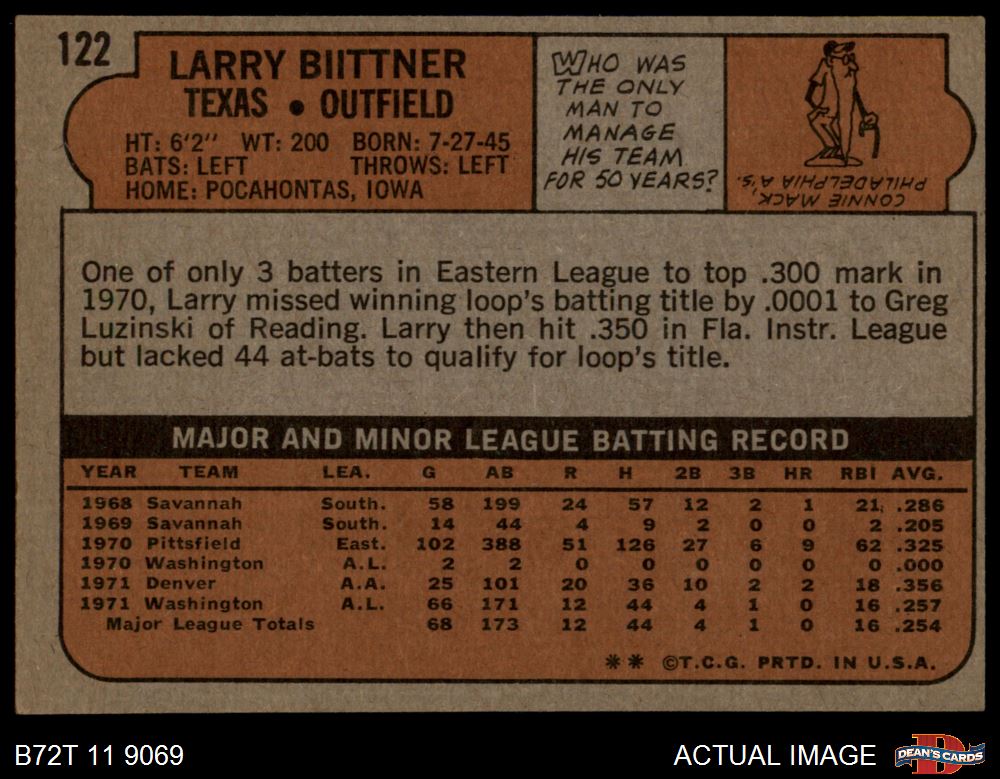 122
LARRY BIITTNER
TEXAS • OUTFIELD
HT: 6'2" WT: 200 BORN: 7-27-45
BATS: LEFT THROWS: LEFT
HOME: POCAHONTAS, IOWA
WHO WAS
THE ONLY
MAN TO
MANAGE
HIS TEAM
FOR 50 YEARS?
CONNIE MACK,
PHILADELPHIA A'S.
One of only 3 batters in Eastern League to top .300 mark in
1970, Larry missed winning loop's batting title by .0001 to Greg
Luzinski of Reading. Larry then hit .350 in Fla. Instr. League
but lacked 44 at-bats to qualify for loop's title.
MAJOR AND MINOR LEAGUE BATTING RECORD
YEAR TEAM LEA. G AB R H 2B 3B HR RBI AVG.
1968 Savannah South. 58 199 24 57 12 2 1 21 .286
1969 Savannah South. 14 44 4 9 2 0 0 2 .205
1970 Pittsfield East. 102 388 51 126 27 6 9 62 .325
1970 Washington A.L. 2 2 0 0 0 0 0 0 .000
1971 Denver A.A. 25 101 20 36 10 2 2 18 .356
1971 Washington A.L. 66 171 12 44 4 1 0 16 .257
Major League Totals 68 173 12 44 4 1 0 16 .254
** ©T.C.G. PRTD. IN U.S.A.
B72T 11 9069
ACTUAL IMAGE
D
DEAN'S CARDS